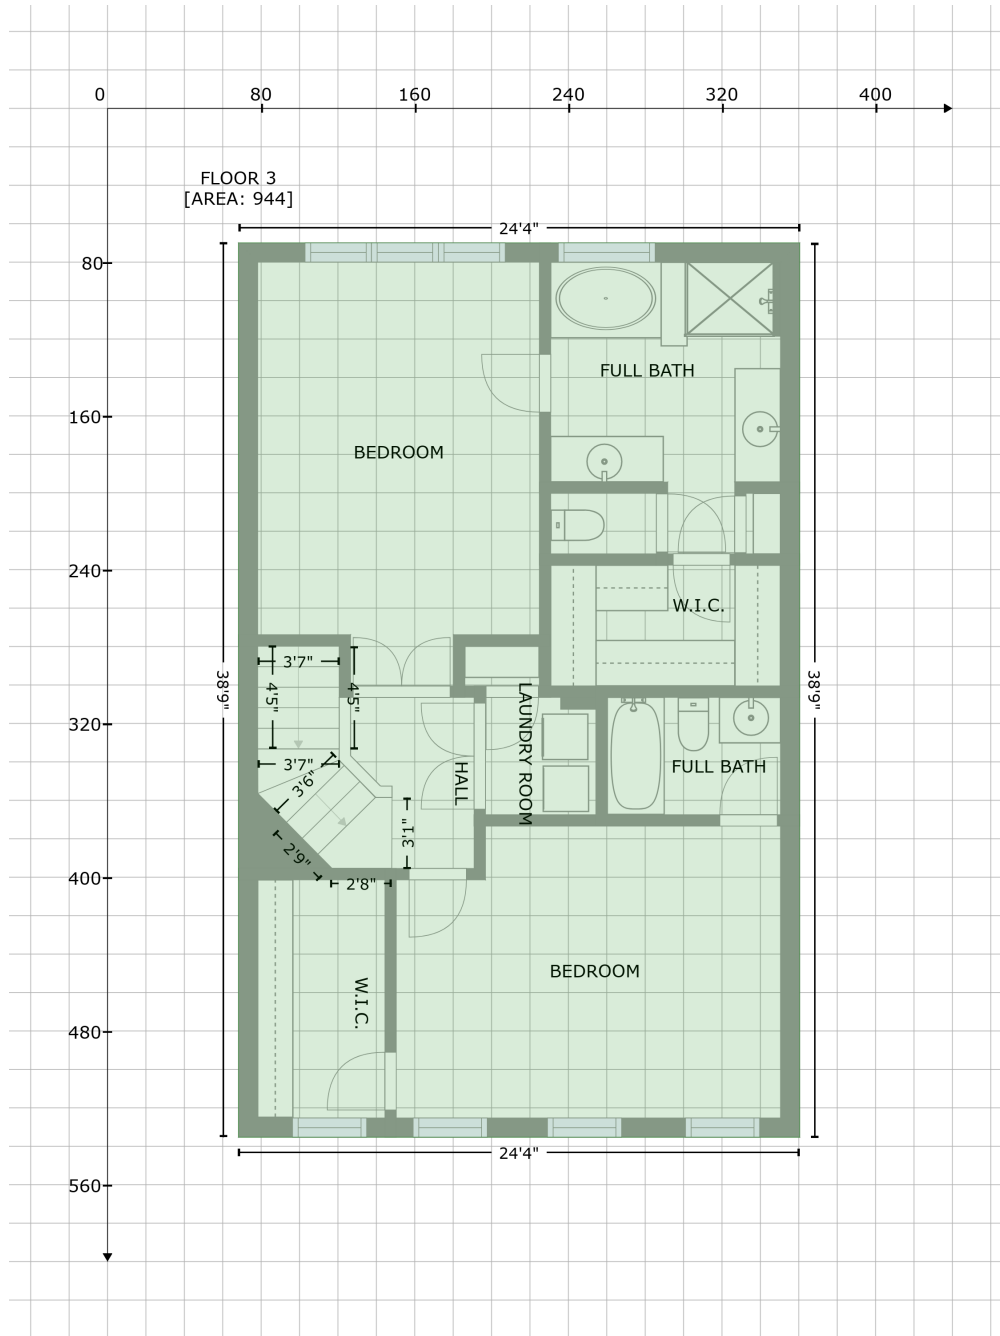 0
80
160
240
320
400
FLOOR 3
[AREA: 944]
24'4"
80
FULL BATH
160
BEDROOM
240
W.I.C.
3'7"
4'5"
4'5"
38'9"
38'9"
320
LAUNDRY ROOM
3'7"
3'6"
HALL
FULL BATH
3'1"
2'9"
400
2'8"
BEDROOM
W.I.C.
480
24'4"
560